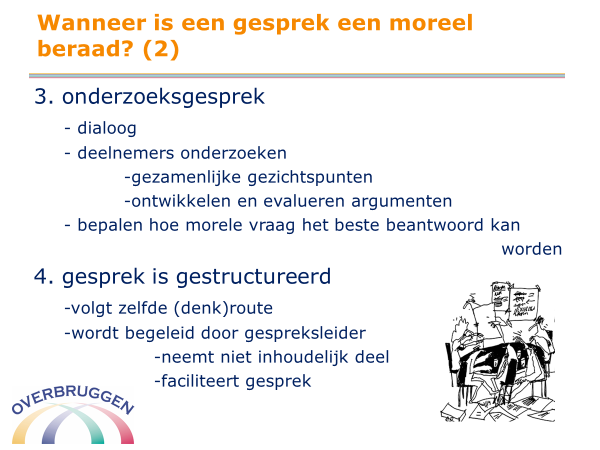 Wanneer is een gesprek een moreel
beraad? (2)
3. onderzoeksgesprek
- dialoog
- deelnemers onderzoeken
-gezamenlijke gezichtspunten
-ontwikkelen en evalueren argumenten
- bepalen hoe morele vraag het beste beantwoord kan
worden
4. gesprek is gestructureerd
-volgt zelfde (denk)route
-wordt begeleid door gespreksleider
-neemt niet inhoudelijk deel
-faciliteert gesprek
OVERBRUGGEN